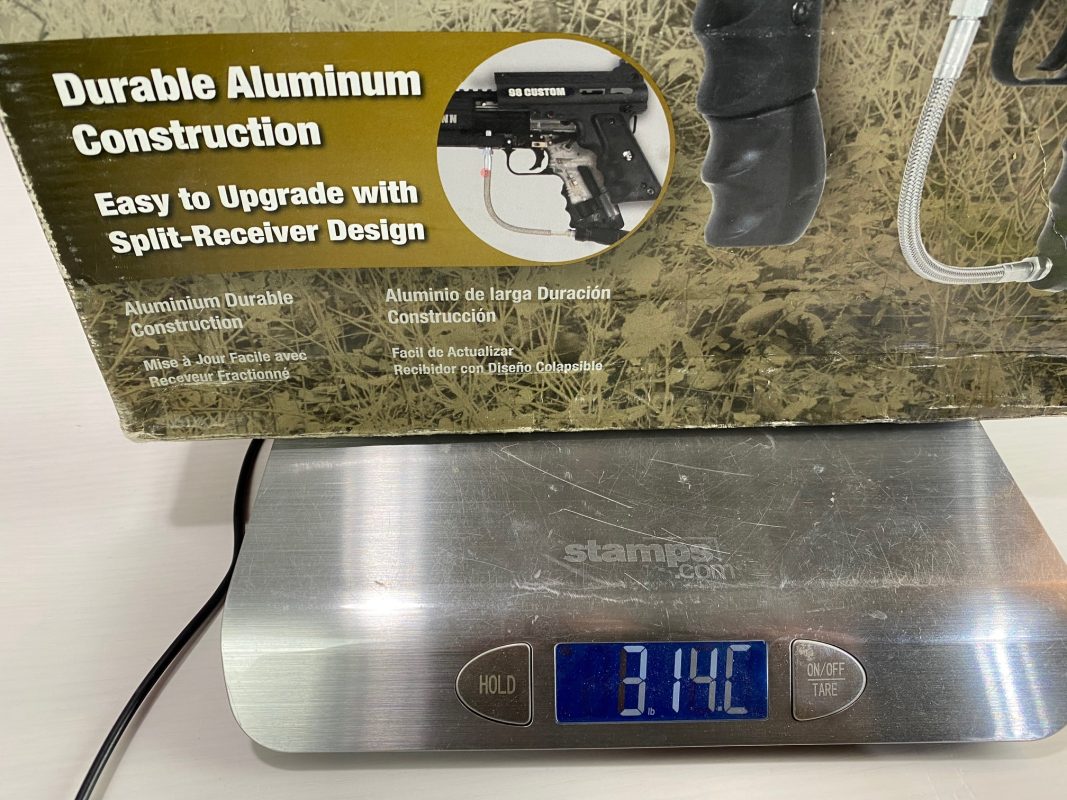 Durable Aluminum
Construction
98 CUSTOM
NN
Easy to Upgrade with
Split-Receiver Design
Aluminium Durable
Construction
Aluminio de larga Duración
Construcción
Mise à Jour Facile avec
Receveur Fractionné
Facil de Actualizar
Recibidor con Diseño Colapsible
stamps
.com
HOLD
3 14.
lb
ON/OFF
TARE